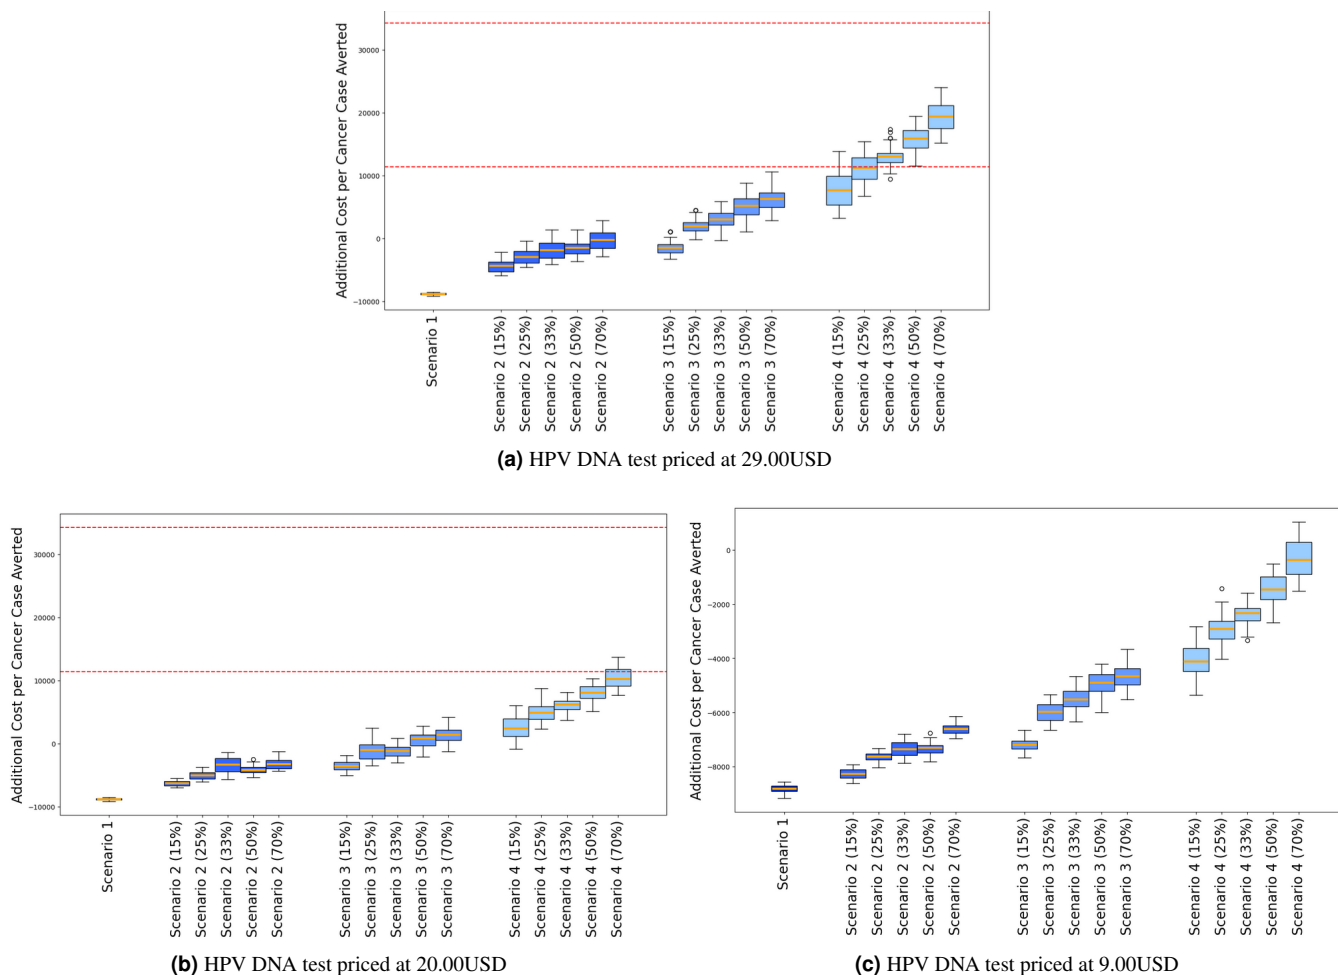 Additional Cost per Cancer Case Averted
30000
20000
10000
0
−10000
Scenario 1
Scenario 2 (15%)
Scenario 2 (25%)
Scenario 2 (33%)
Scenario 2 (50%)
Scenario 2 (70%)
Scenario 3 (15%)
Scenario 3 (25%)
Scenario 3 (33%)
Scenario 3 (50%)
Scenario 3 (70%)
Scenario 4 (15%)
Scenario 4 (25%)
Scenario 4 (33%)
Scenario 4 (50%)
Scenario 4 (70%)
(a) HPV DNA test priced at 29.00USD
Additional Cost per Cancer Case Averted
30000
20000
10000
0
−10000
Scenario 1
Scenario 2 (15%)
Scenario 2 (25%)
Scenario 2 (33%)
Scenario 2 (50%)
Scenario 2 (70%)
Scenario 3 (15%)
Scenario 3 (25%)
Scenario 3 (33%)
Scenario 3 (50%)
Scenario 3 (70%)
Scenario 4 (15%)
Scenario 4 (25%)
Scenario 4 (33%)
Scenario 4 (50%)
Scenario 4 (70%)
(b) HPV DNA test priced at 20.00USD
Additional Cost per Cancer Case Averted
0
−2000
−4000
−6000
−8000
Scenario 1
Scenario 2 (15%)
Scenario 2 (25%)
Scenario 2 (33%)
Scenario 2 (50%)
Scenario 2 (70%)
Scenario 3 (15%)
Scenario 3 (25%)
Scenario 3 (33%)
Scenario 3 (50%)
Scenario 3 (70%)
Scenario 4 (15%)
Scenario 4 (25%)
Scenario 4 (33%)
Scenario 4 (50%)
Scenario 4 (70%)
(c) HPV DNA test priced at 9.00USD